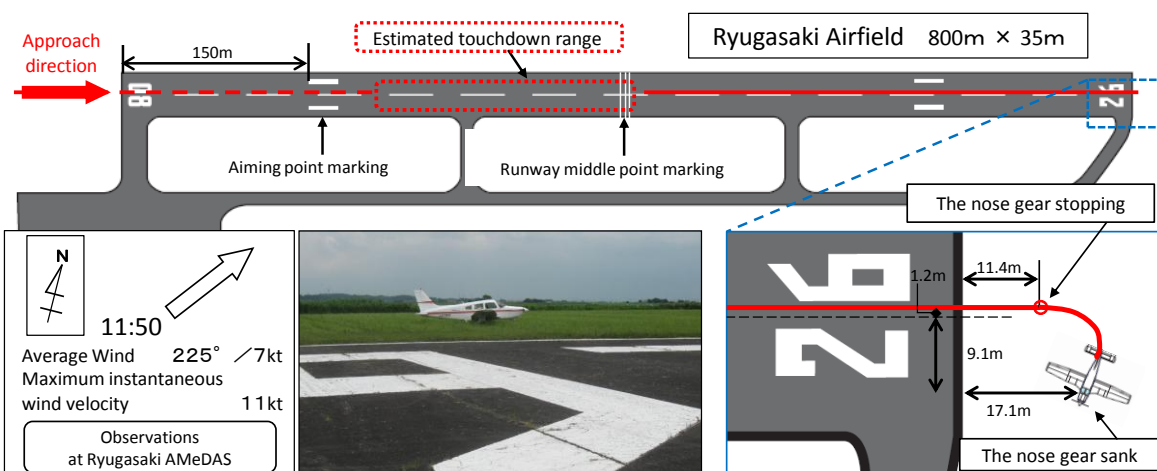 Approach
direction
150m
Estimated touchdown range
Ryugasaki Airfield 800m × 35m
08
26
Aiming point marking
Runway middle point marking
The nose gear stopping
N
11:50
Average Wind 225° /7kt
Maximum instantaneous
wind velocity 11kt
Observations
at Ryugasaki AMeDAS
26
1.2m
11.4m
9.1m
17.1m
The nose gear sank